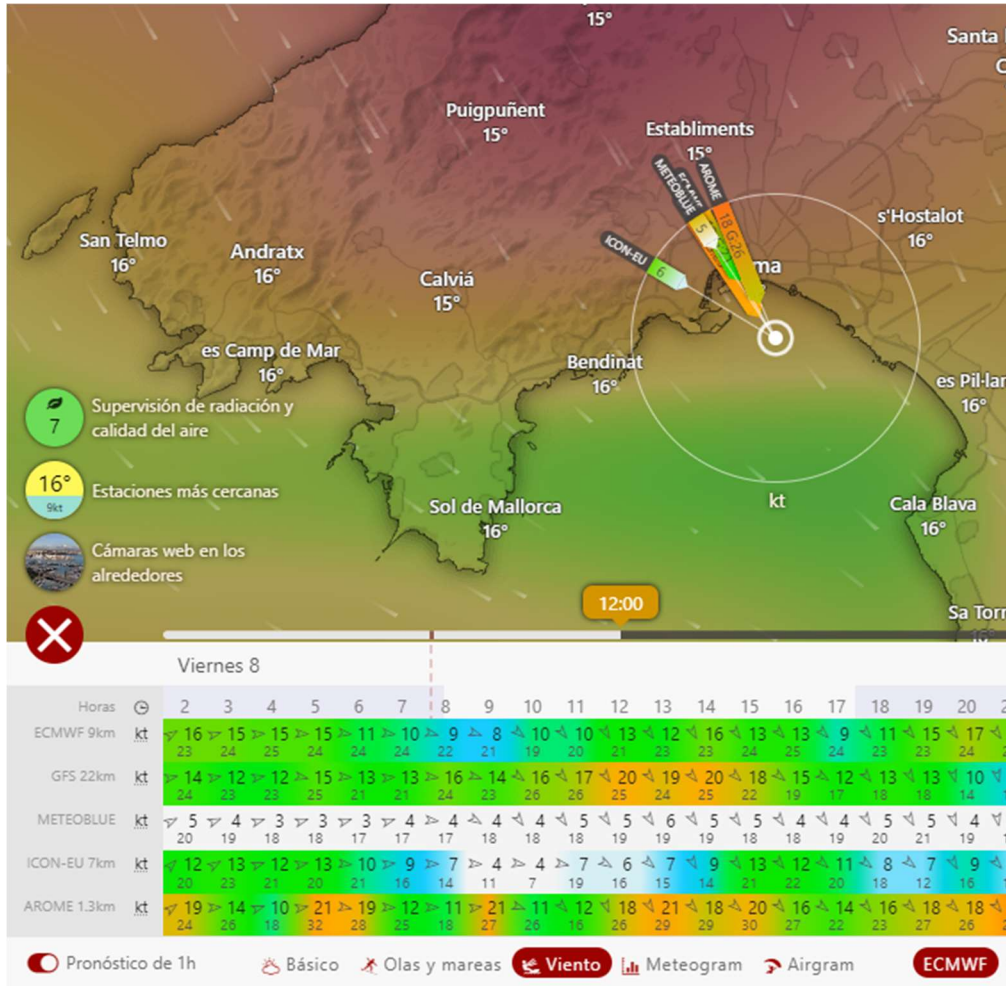 15°
Santa
Puigpuñent
15°
Establiments
15°
AROME
METEOBLUE
18 G:26
5
s'Hostalot
16°
San Telmo
16°
Andratx
16°
Calviá
15°
ICON-EU
6
ma
es Camp de Mar
16°
Bendinat
16°
es Pil·lar
16°
7
Supervisión de radiación y
calidad del aire
16°
9kt
Estaciones más cercanas
kt
Sol de Mallorca
16°
Cala Blava
16°
Cámaras web en los
alrededores
12:00
Sa Torr
16°
Viernes 8
Horas 2 3 4 5 6 7 8 9 10 11 12 13 14 15 16 17 18 19 20
ECMWF 9km kt 16 15 15 15 11 10 9 8 10 10 13 12 16 13 13 9 11 15 17
23 24 25 24 24 24 22 21 19 20 21 23 24 24 25 24 23 23 24
GFS 22km kt 14 12 12 15 13 13 16 14 16 17 20 19 20 18 15 12 13 13 10
24 23 23 25 21 21 24 23 26 26 25 24 25 22 19 17 18 18 14
METEOBLUE kt 5 4 3 3 3 4 4 4 4 5 5 6 5 5 4 4 5 5 4
20 19 18 18 17 17 17 18 18 18 19 19 19 18 18 19 20 21 19
ICON-EU 7km kt 12 13 12 13 10 9 7 4 4 7 6 7 9 13 12 11 8 7 9
20 23 21 20 21 16 14 11 7 19 16 15 14 21 22 20 18 12 16
AROME 1.3km kt 19 14 10 21 19 12 11 21 11 12 18 21 18 20 16 14 16 18 18
24 26 18 32 28 25 18 27 26 16 26 29 29 30 27 22 23 27 26
Pronóstico de 1h Básico Olas y mareas Viento Meteogram Airgram ECMWF